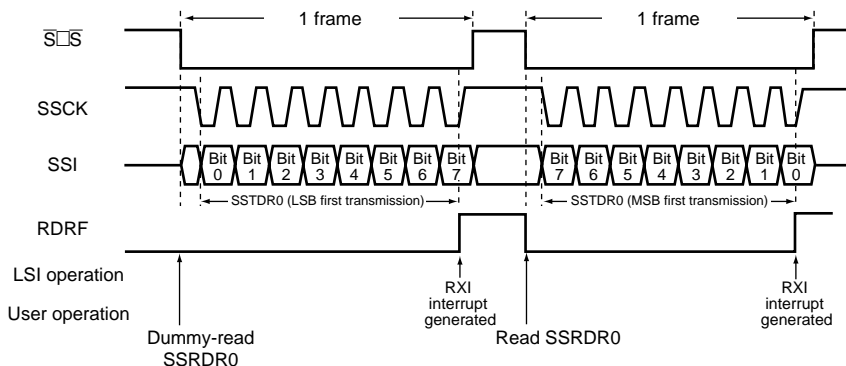 1 frame 1 frame
S□S
SSCK
SSI
Bit 0 Bit 1 Bit 2 Bit 3 Bit 4 Bit 5 Bit 6 Bit 7 Bit 7 Bit 6 Bit 5 Bit 4 Bit 3 Bit 2 Bit 1 Bit 0
SSTDR0 (LSB first transmission) SSTDR0 (MSB first transmission)
RDRF
LSI operation
RXI interrupt generated
RXI interrupt generated
User operation
Dummy-read SSRDR0
Read SSRDR0